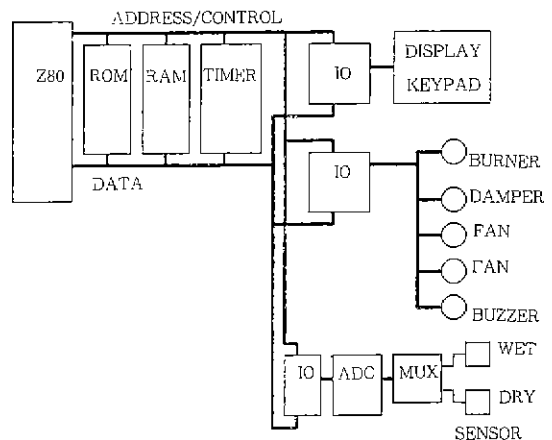 ADDRESS/CONTROL
Z80
ROM
RAM
TIMER
IO
DISPLAY
KEYPAD
DATA
IO
BURNER
DAMPER
FAN
FAN
BUZZER
IO
ADC
MUX
WET
DRY
SENSOR